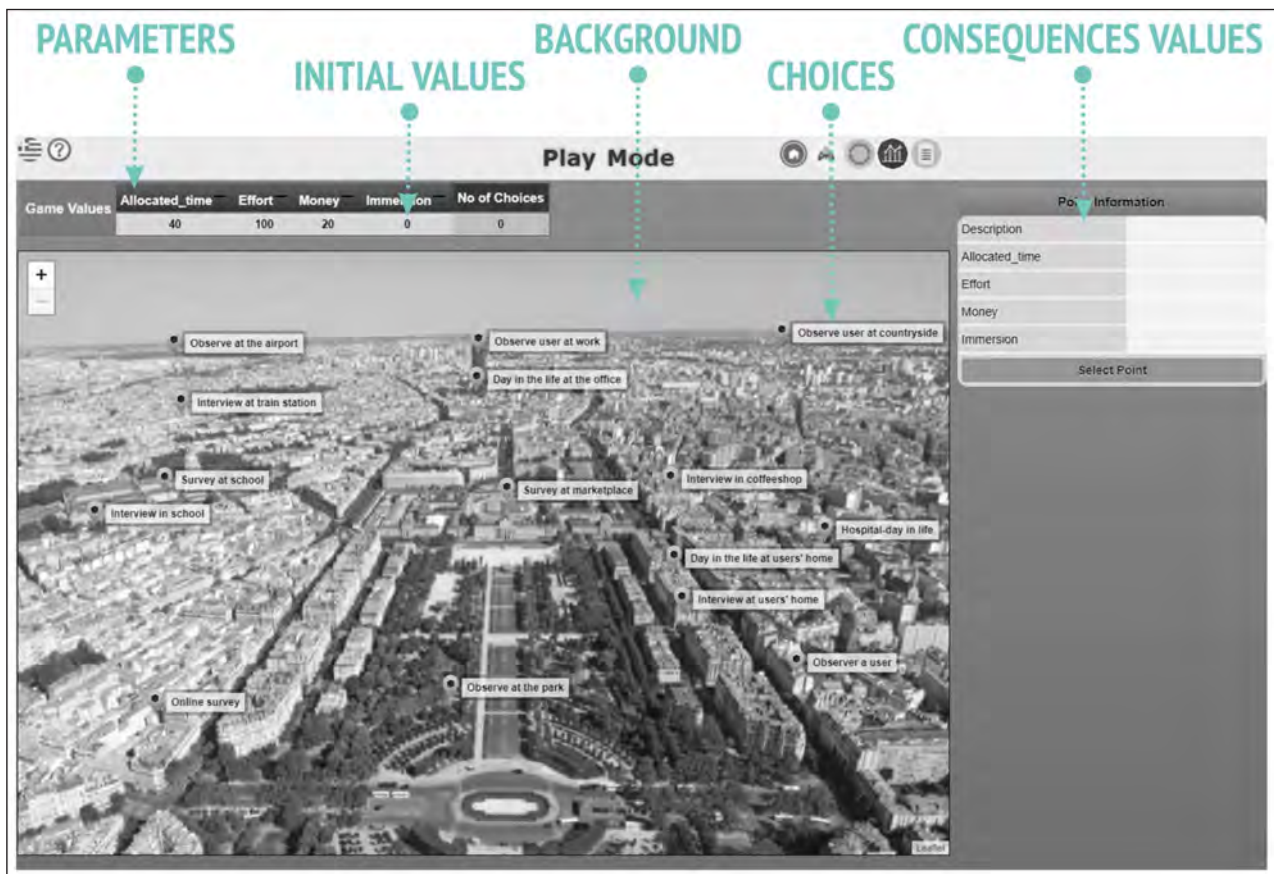 PARAMETERS
BACKGROUND
CONSEQUENCES VALUES
INITIAL VALUES
CHOICES
Play Mode
Game Values
Allocated_time Effort Money Immersion No of Choices
40 100 20 0 0
Point Information
Description
Allocated_time
Effort
Money
Immersion
Select Point
+
−
Observe at the airport
Observe user at work
Observe user at countryside
Day in the life at the office
Interview at train station
Survey at school
Survey at marketplace
Interview in coffeeshop
Interview in school
Hospital-day in life
Day in the life at users' home
Interview at users' home
Observer a user
Observe at the park
Online survey
Leaflet